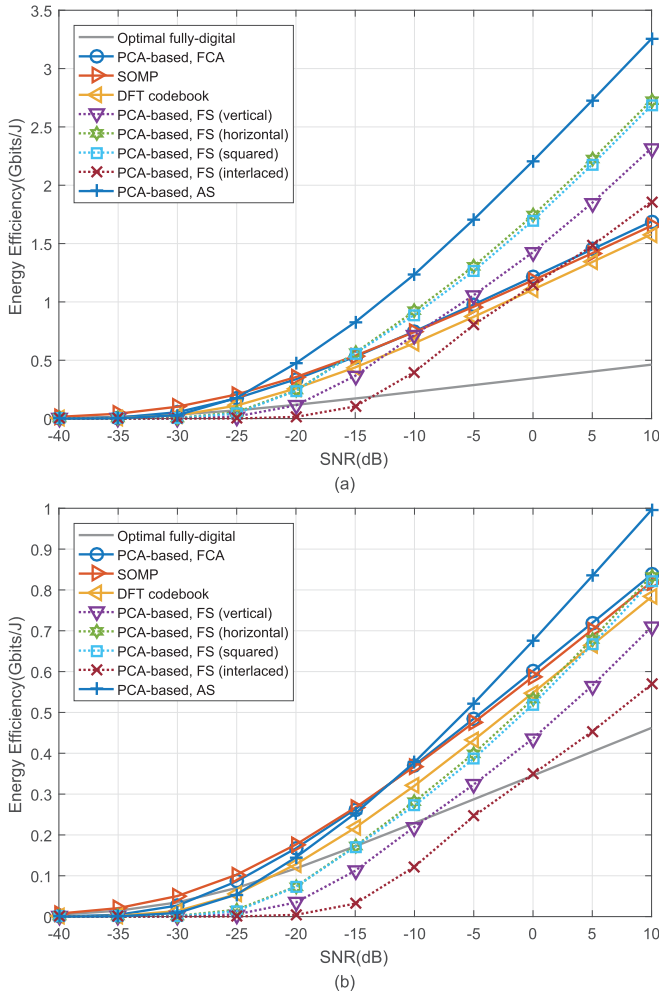 3.5
3
2.5
2
1.5
1
0.5
0
Energy Efficiency(Gbits/J)
Optimal fully-digital
PCA-based, FCA
SOMP
DFT codebook
PCA-based, FS (vertical)
PCA-based, FS (horizontal)
PCA-based, FS (squared)
PCA-based, FS (interlaced)
PCA-based, AS
-40 -35 -30 -25 -20 -15 -10 -5 0 5 10
SNR(dB)
(a)
1
0.9
0.8
0.7
0.6
0.5
0.4
0.3
0.2
0.1
0
Energy Efficiency(Gbits/J)
Optimal fully-digital
PCA-based, FCA
SOMP
DFT codebook
PCA-based, FS (vertical)
PCA-based, FS (horizontal)
PCA-based, FS (squared)
PCA-based, FS (interlaced)
PCA-based, AS
-40 -35 -30 -25 -20 -15 -10 -5 0 5 10
SNR(dB)
(b)